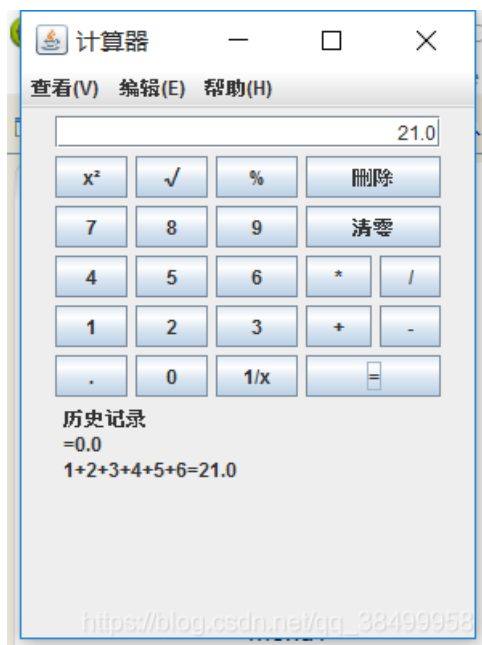 计算器
查看(V) 编辑(E) 帮助(H)
21.0
x² √ % 删除
7 8 9 清零
4 5 6 * /
1 2 3 + -
. 0 1/x =
历史记录
=0.0
1+2+3+4+5+6=21.0
https://blog.csdn.net/qq_38499958